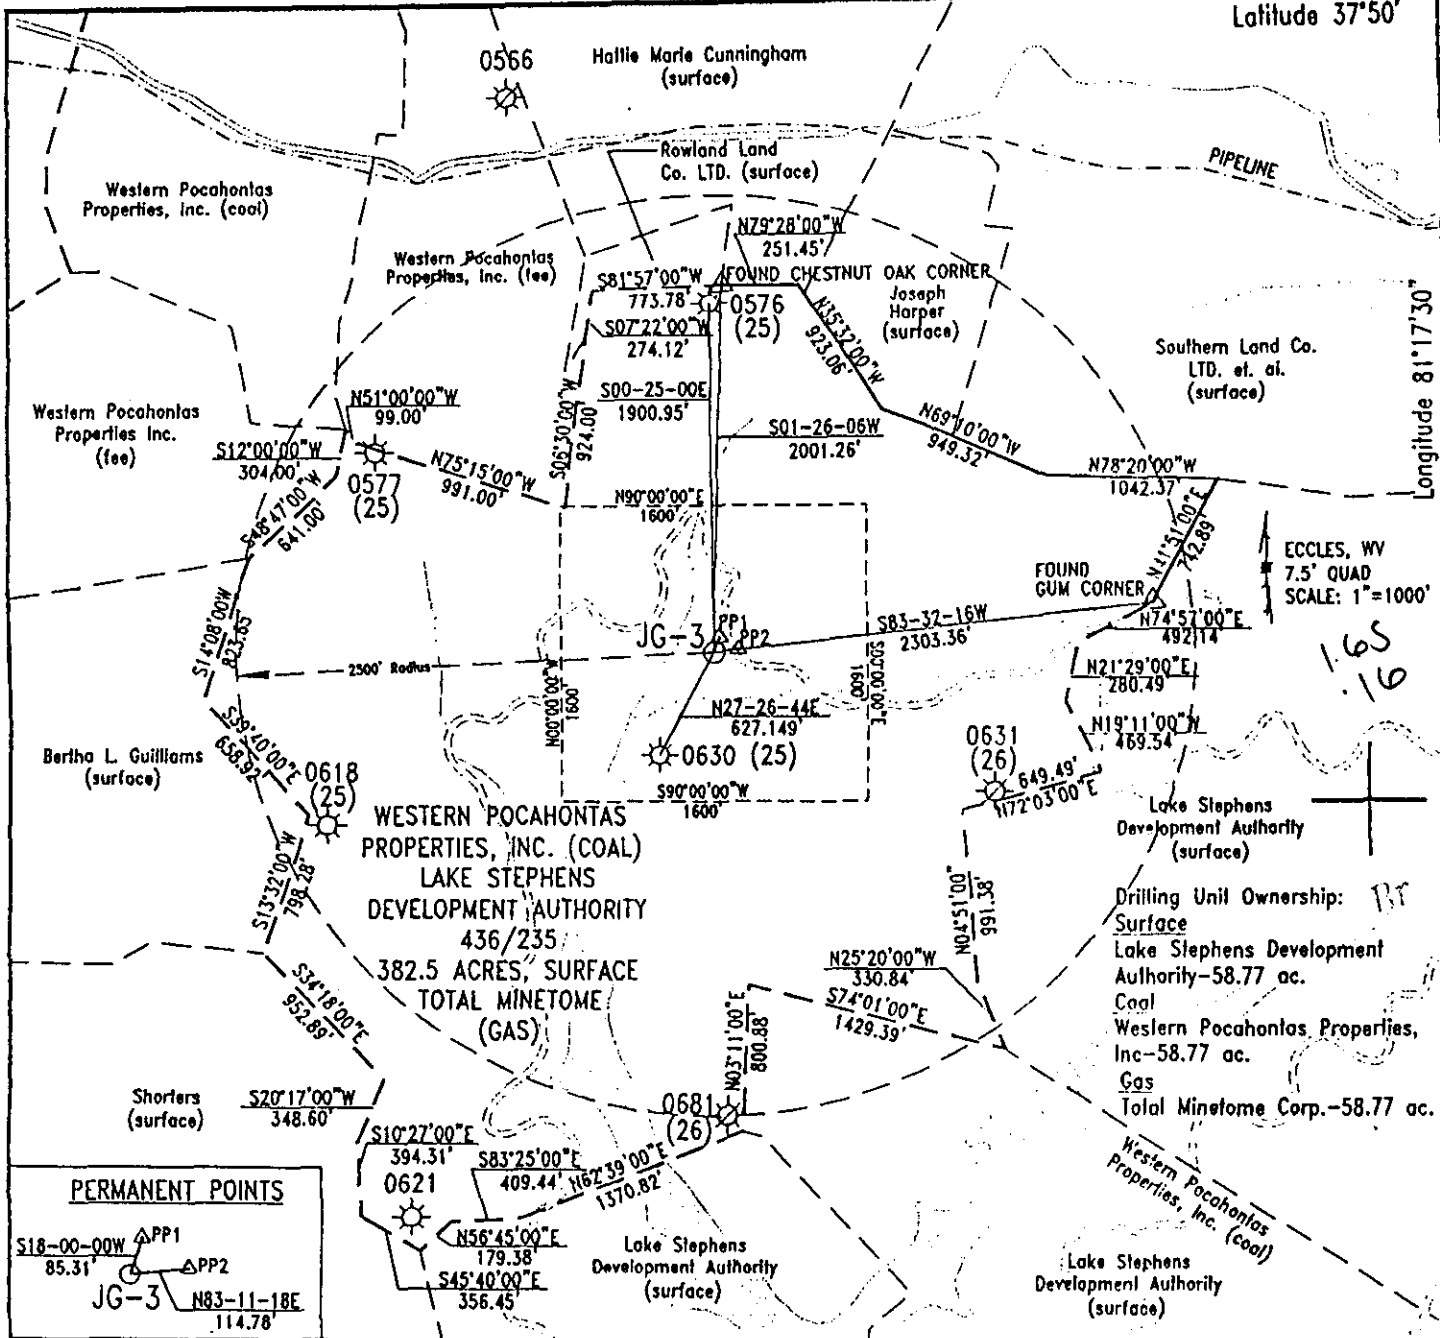 Latitude 37°50'
0566
Hallie Marie Cunningham
(surface)
Rowland Land
Co. LTD. (surface)
PIPELINE
Western Pocahontas
Properties, Inc. (coal)
N79°28'00"W
251.45'
Western Pocahontas
Properties, Inc. (fee)
S81°57'00"W
773.78'
FOUND CHESTNUT OAK CORNER
0576
(25)
Joseph
Harper
(surface)
N35°32'00"W
923.06'
S07°22'00"W
274.12'
Southern Land Co.
LTD. et. al.
(surface)
Longitude 81°17'30"
S06°30'00"W
924.00'
S00-25-00E
1900.95'
Western Pocahontas
Properties Inc.
(fee)
N51°00'00"W
99.00'
S12°00'00"W
304.00'
0577
(25)
N75°15'00"W
991.00'
S01-26-06W
2001.26'
N69°10'00"W
949.32'
N78°20'00"W
1042.37'
S48°47'00"W
641.00'
N90°00'00"E
1600'
N41°51'00"E
742.89'
ECCLES, WV
7.5' QUAD
SCALE: 1"=1000'
FOUND
GUM CORNER
S14°08'00W
823.65'
JG-3
PP1
PP2
S83-32-16W
2303.36'
N74°57'00"E
492.14'
1.65
.16
2500' Radius
N00°00'00"W
1600'
S00°00'00"E
1600'
N21°29'00"E
280.49
N27-26-44E
627.149'
N19°11'00"W
469.54'
S39°40'00"E
658.92'
Bertha L. Guilliams
(surface)
0630 (25)
0631
(26)
649.49'
N72°03'00"E
0618
(25)
S90°00'00"W
1600'
Lake Stephens
Development Authority
(surface)
WESTERN POCAHONTAS
PROPERTIES, INC. (COAL)
LAKE STEPHENS
DEVELOPMENT AUTHORITY
436/235
382.5 ACRES, SURFACE
TOTAL MINETOME
(GAS)
S13°32'00"W
798.28'
N04°51'00"
991.38'
Drilling Unit Ownership:
Surface
Lake Stephens Development
Authority-58.77 ac.
Coal
Western Pocahontas Properties,
Inc-58.77 ac.
Gas
Total Minetome Corp.-58.77 ac.
N25°20'00"W
330.84'
S34°18'00"E
952.89'
N03°11'00"E
800.88'
S74°01'00"E
1429.39'
Shorters
(surface)
S20°17'00"W
348.60'
0681
(26)
S10°27'00"E
394.31'
S83°25'00"E
409.44'
N62°39'00"E
1370.82'
0621
Western Pocahontas
Properties, Inc. (coal)
PERMANENT POINTS
PP1
S18-00-00W
85.31'
PP2
JG-3
N83-11-18E
114.78'
N56°45'00"E
179.38'
S45°40'00"E
356.45'
Lake Stephens
Development Authority
(surface)
Lake Stephens
Development Authority
(surface)